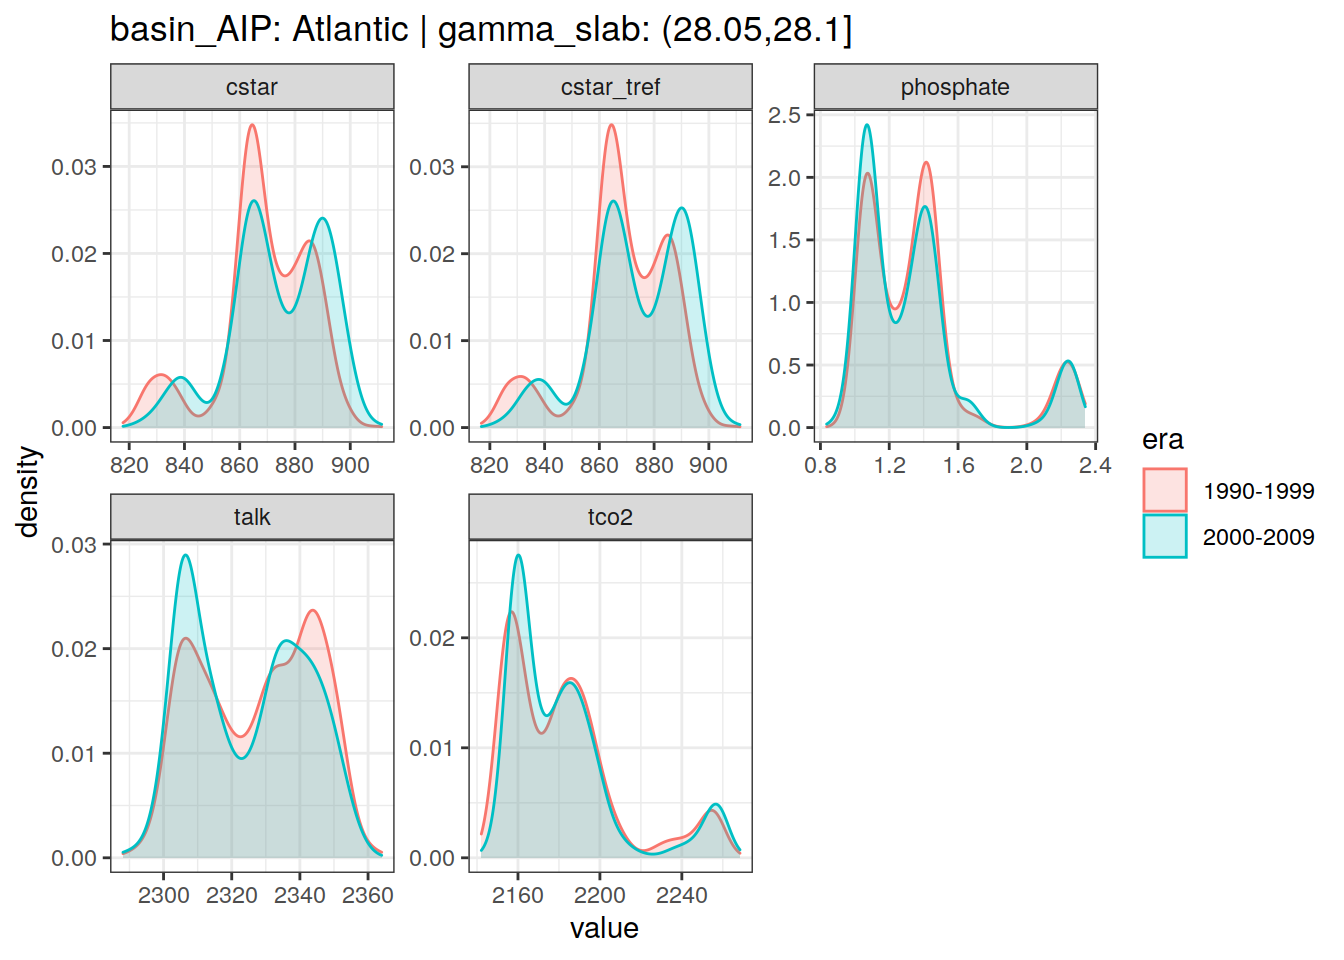 basin_AIP: Atlantic | gamma_slab: (28.05,28.1]
cstar
cstar_tref
phosphate
0.00
0.01
0.02
0.03
820 840 860 880 900
0.00
0.01
0.02
0.03
820 840 860 880 900
0.0
0.5
1.0
1.5
2.0
2.5
0.8 1.2 1.6 2.0 2.4
density
talk
tco2
0.00
0.01
0.02
0.03
2300 2320 2340 2360
0.00
0.01
0.02
2160 2200 2240
value
era
1990-1999
2000-2009